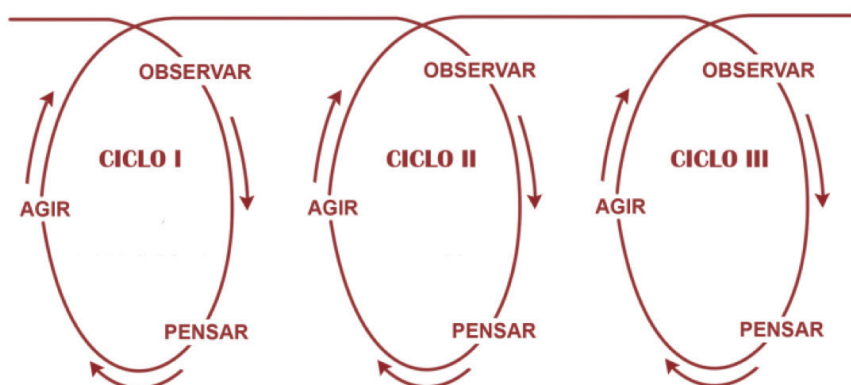 OBSERVAR
CICLO I
AGIR
PENSAR
OBSERVAR
CICLO II
AGIR
PENSAR
OBSERVAR
CICLO III
AGIR
PENSAR